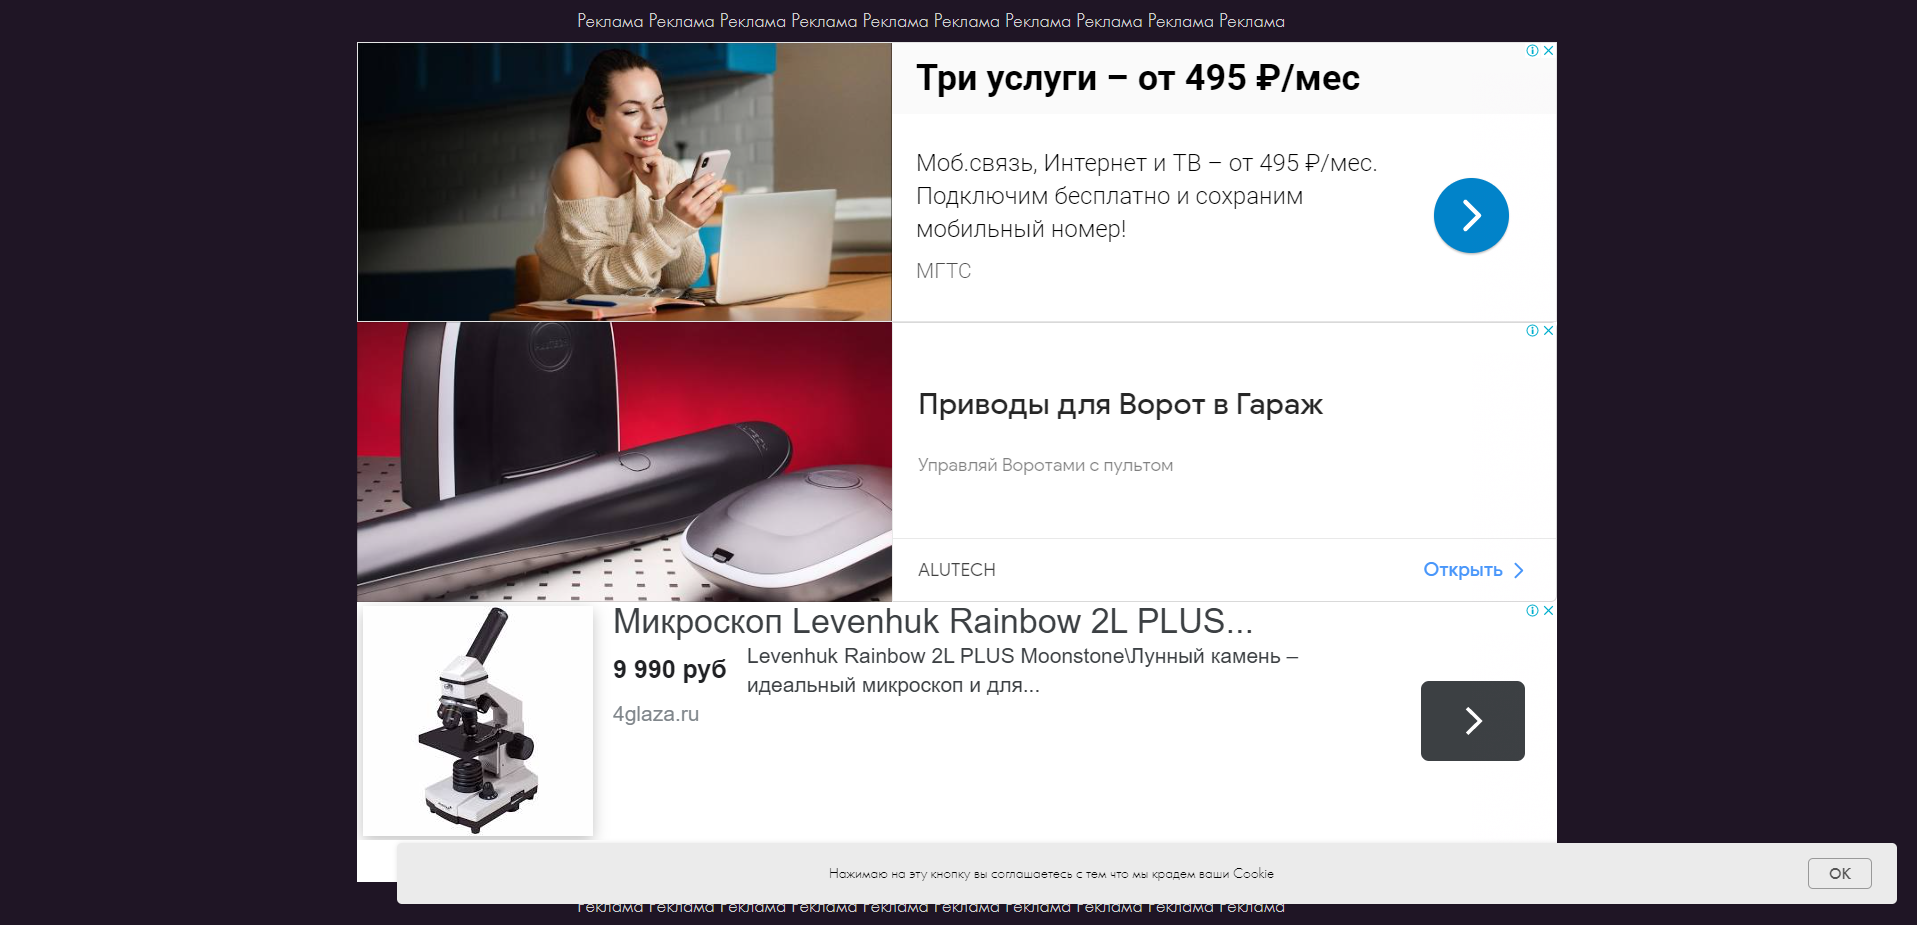 Реклама Реклама Реклама Реклама Реклама Реклама Реклама Реклама Реклама Реклама
Три услуги – от 495 ₽/мес
Моб.связь, Интернет и ТВ – от 495 ₽/мес.
Подключим бесплатно и сохраним
мобильный номер!
МГТС
ALUTECH
ALUTECH
Приводы для Ворот в Гараж
Управляй Воротами с пультом
ALUTECH
Открыть
Микроскоп Levenhuk Rainbow 2L PLUS...
9 990 руб
Levenhuk Rainbow 2L PLUS Moonstone\Лунный камень –
идеальный микроскоп и для...
4glaza.ru
Нажимаю на эту кнопку вы соглашаетесь с тем что мы крадем ваши Cookie
OK
Реклама Реклама Реклама Реклама Реклама Реклама Реклама Реклама Реклама Реклама